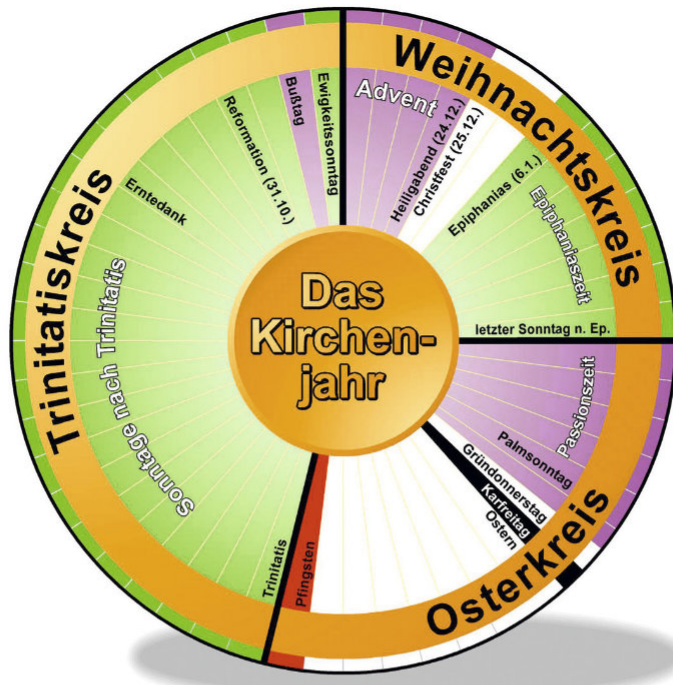 Das
Kirchen-
jahr
Weihnachtskreis
Advent
Heiligabend (24.12.)
Christfest (25.12.)
Epiphanias (6.1.)
Epiphaniaszeit
letzter Sonntag n. Ep.
Osterkreis
Passionszeit
Palmsonntag
Gründonnerstag
Karfreitag
Ostern
Pfingsten
Trinitatiskreis
Trinitatis
Sonntage nach Trinitatis
Erntedank
Reformation (31.10.)
Bußtag
Ewigkeitssonntag